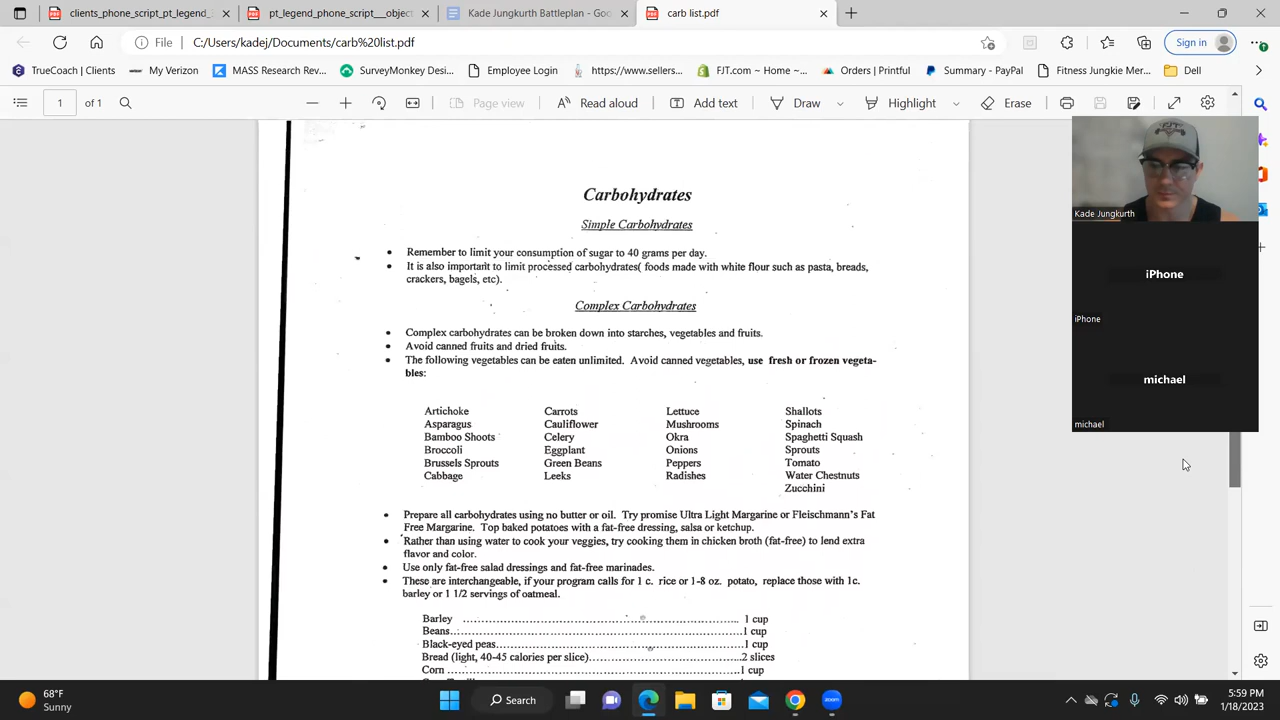 clients_phone_script_pt_legend_
pt_legend_phone_script__object
Kade Jungkurth Battleplan - Goo
carb list.pdf
File
C:/Users/kadej/Documents/carb%20list.pdf
Sign in
TrueCoach | Clients
My Verizon
MASS Research Rev...
SurveyMonkey Desi...
Employee Login
https://www.sellers...
FJT.com ~ Home ~...
Orders | Printful
Summary - PayPal
Fitness Jungkie Mer...
Dell
1
of 1
Page view
Read aloud
Add text
Draw
Highlight
Erase
Carbohydrates
Simple Carbohydrates
• Remember to limit your consumption of sugar to 40 grams per day.
• It is also important to limit processed carbohydrates( foods made with white flour such as pasta, breads,
crackers, bagels, etc).
Complex Carbohydrates
• Complex carbohydrates can be broken down into starches, vegetables and fruits.
• Avoid canned fruits and dried fruits.
• The following vegetables can be eaten unlimited. Avoid canned vegetables, use fresh or frozen vegeta-
bles:
Artichoke Carrots Lettuce Shallots
Asparagus Cauliflower Mushrooms Spinach
Bamboo Shoots Celery Okra Spaghetti Squash
Broccoli Eggplant Onions Sprouts
Brussels Sprouts Green Beans Peppers Tomato
Cabbage Leeks Radishes Water Chestnuts
Zucchini
• Prepare all carbohydrates using no butter or oil. Try promise Ultra Light Margarine or Fleischmann's Fat
Free Margarine. Top baked potatoes with a fat-free dressing, salsa or ketchup.
• Rather than using water to cook your veggies, try cooking them in chicken broth (fat-free) to lend extra
flavor and color.
• Use only fat-free salad dressings and fat-free marinades.
• These are interchangeable, if your program calls for 1 c. rice or 1-8 oz. potato, replace those with 1c.
barley or 1 1/2 servings of oatmeal.
Barley ........ 1 cup
Beans........ 1 cup
Black-eyed peas........ 1 cup
Bread (light, 40-45 calories per slice)........ 2 slices
Corn ........ 1 cup
Kade Jungkurth
iPhone
iPhone
michael
michael
68°F
Sunny
Search
zoom
5:59 PM
1/18/2023